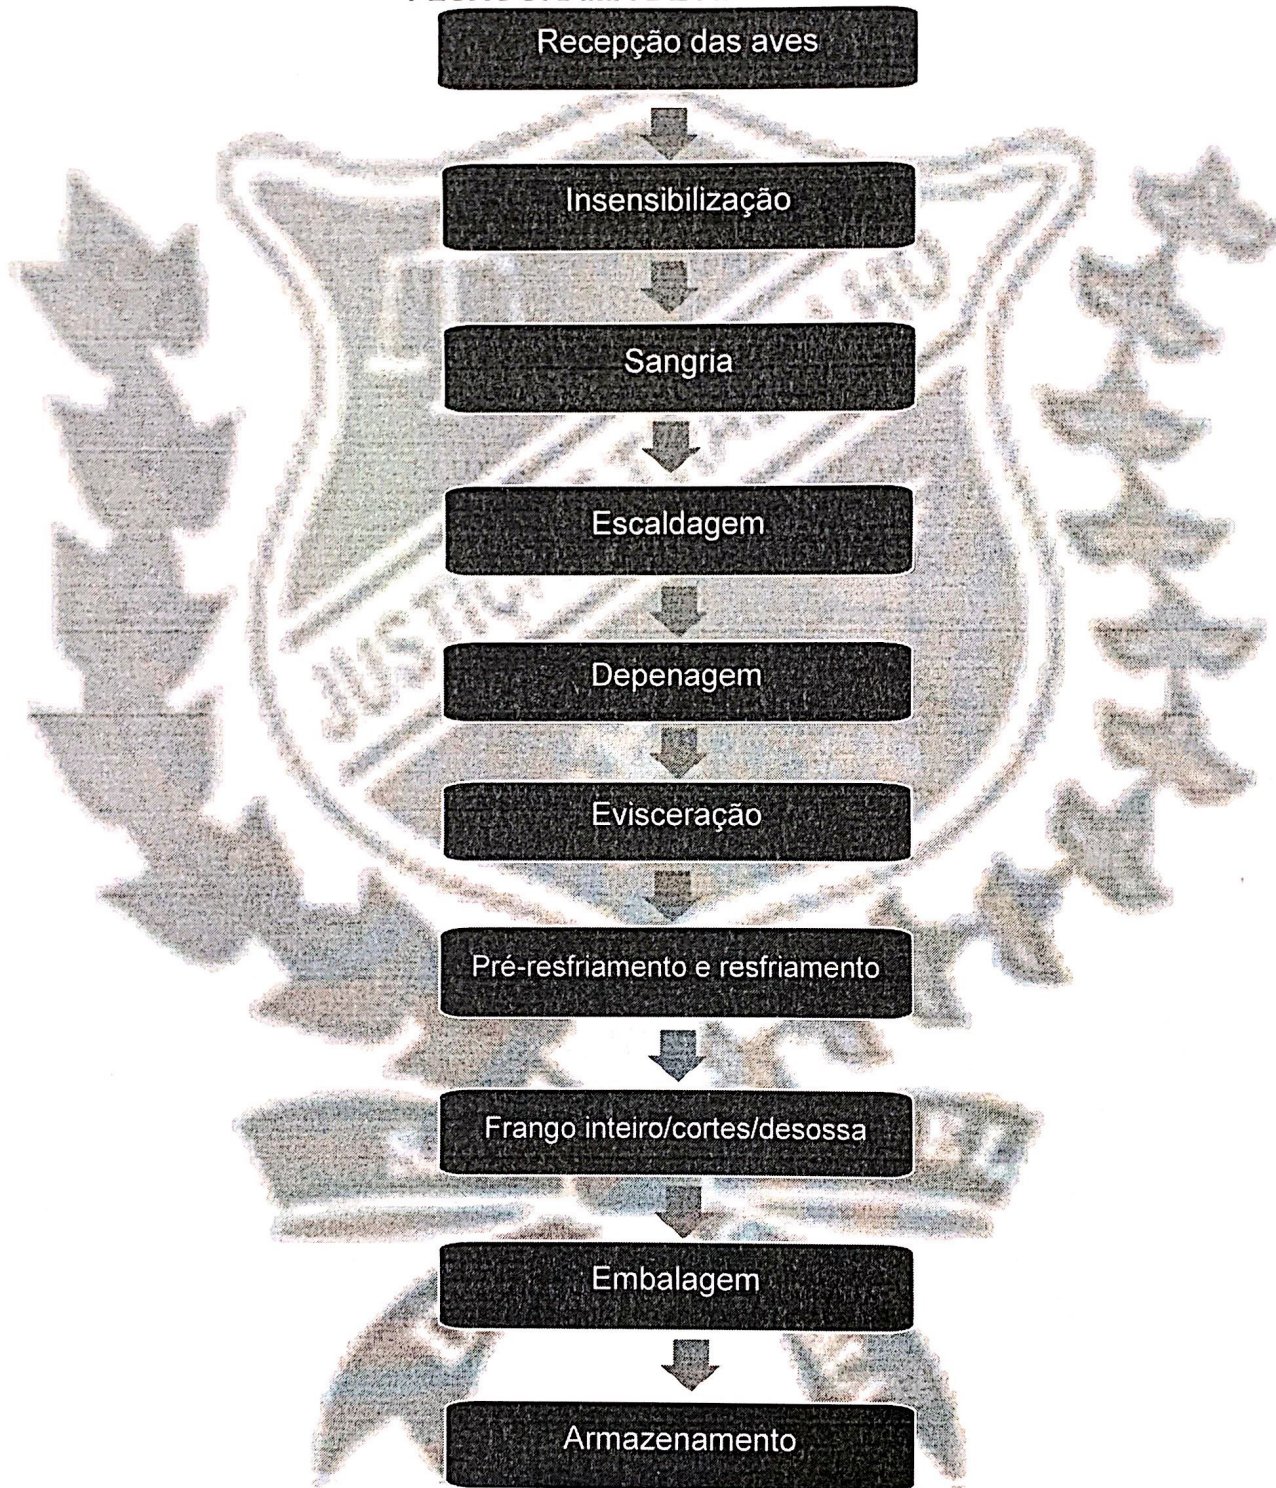 Recepção das aves
Insensibilização
Sangria
Escaldagem
Depenagem
Evisceração
Pré-resfriamento e resfriamento
Frango inteiro/cortes/desossa
Embalagem
Armazenamento